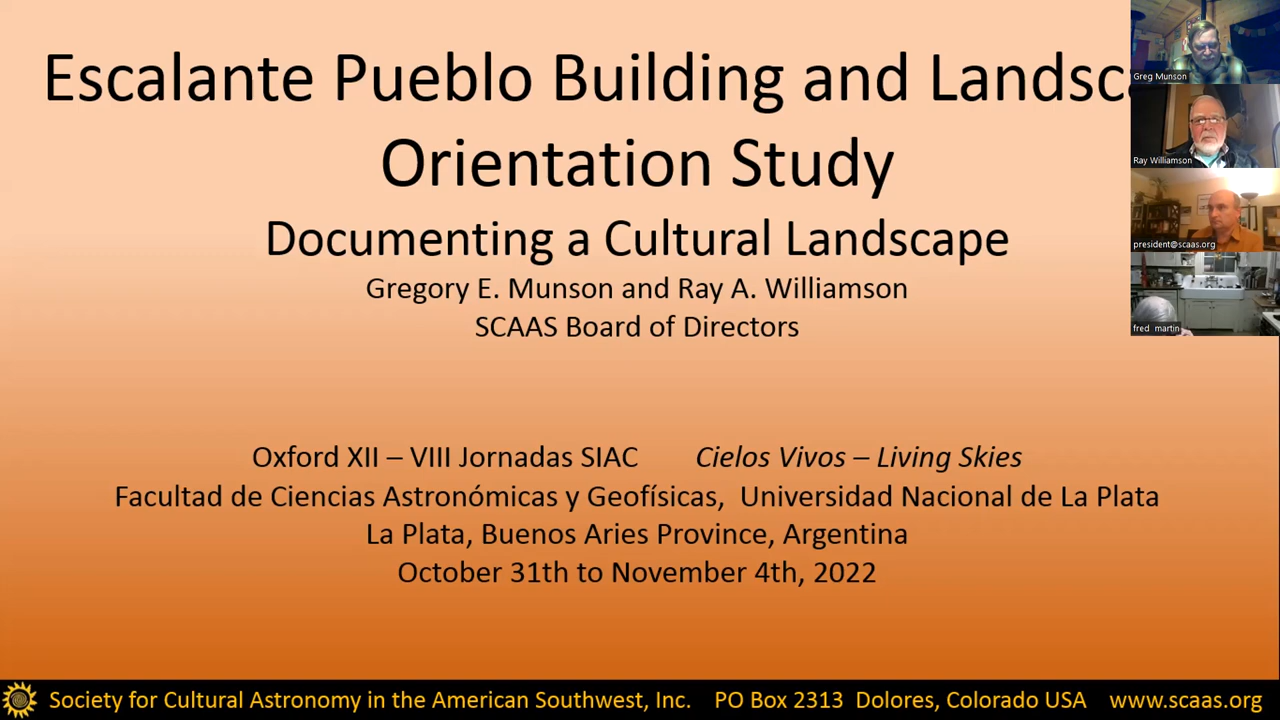 Escalante Pueblo Building and Landsc
Orientation Study
Documenting a Cultural Landscape
Gregory E. Munson and Ray A. Williamson
SCAAS Board of Directors
Oxford XII – VIII Jornadas SIAC Cielos Vivos – Living Skies
Facultad de Ciencias Astronómicas y Geofísicas, Universidad Nacional de La Plata
La Plata, Buenos Aries Province, Argentina
October 31th to November 4th, 2022
Society for Cultural Astronomy in the American Southwest, Inc. PO Box 2313 Dolores, Colorado USA www.scaas.org
Greg Munson
Ray Williamson
president@scaas.org
fred martin